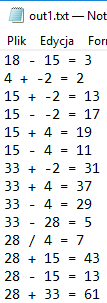 out1.txt —
Plik Edycja
18 - 15 = 3
4 + -2 = 2
15 + -2 = 13
15 - -2 = 17
15 + 4 = 19
15 - 4 = 11
33 + -2 = 31
33 + 4 = 37
33 - 4 = 29
33 - 28 = 5
28 / 4 = 7
28 + 15 = 43
28 - 15 = 13
28 + 33 = 61